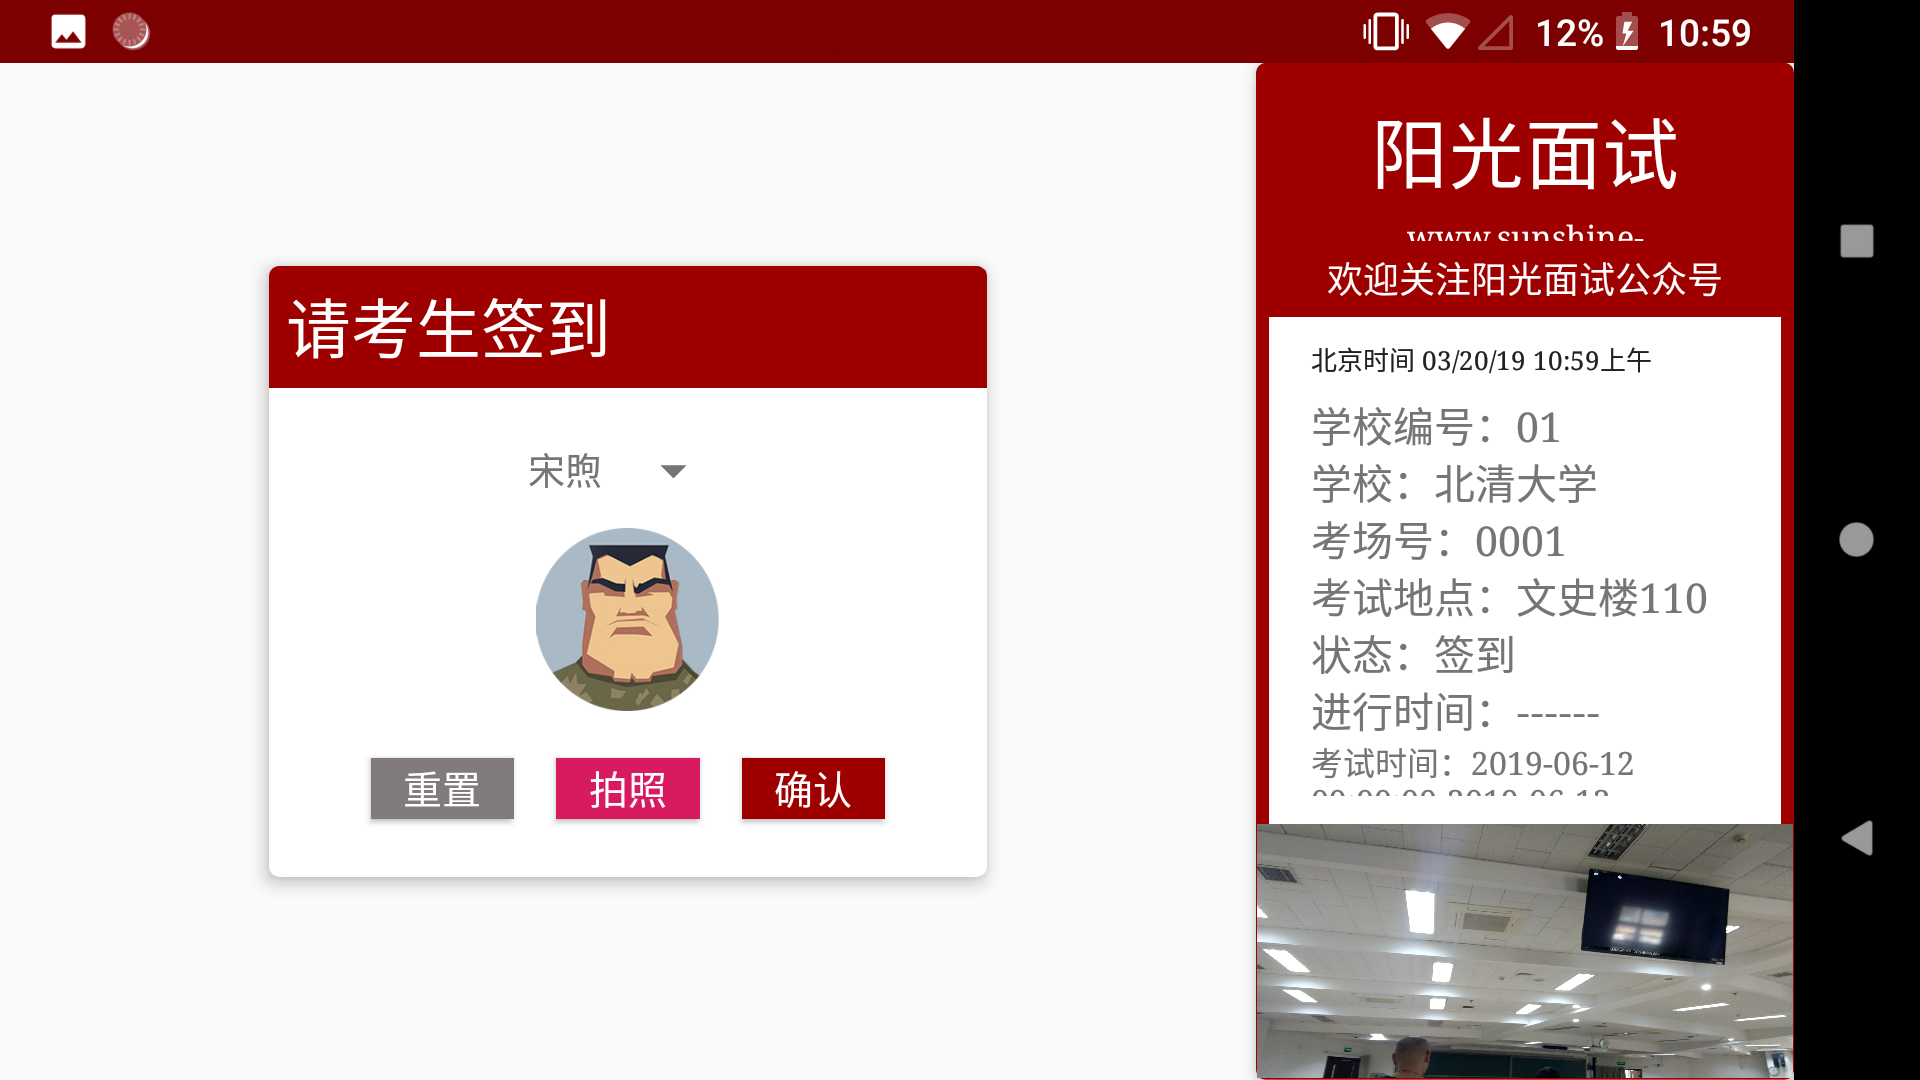 12% 10:59
请考生签到
宋煦
重置 拍照 确认
阳光面试
www.sunshine-
欢迎关注阳光面试公众号
北京时间 03/20/19 10:59上午
学校编号：01
学校：北清大学
考场号：0001
考试地点：文史楼110
状态：签到
进行时间：------
考试时间：2019-06-12